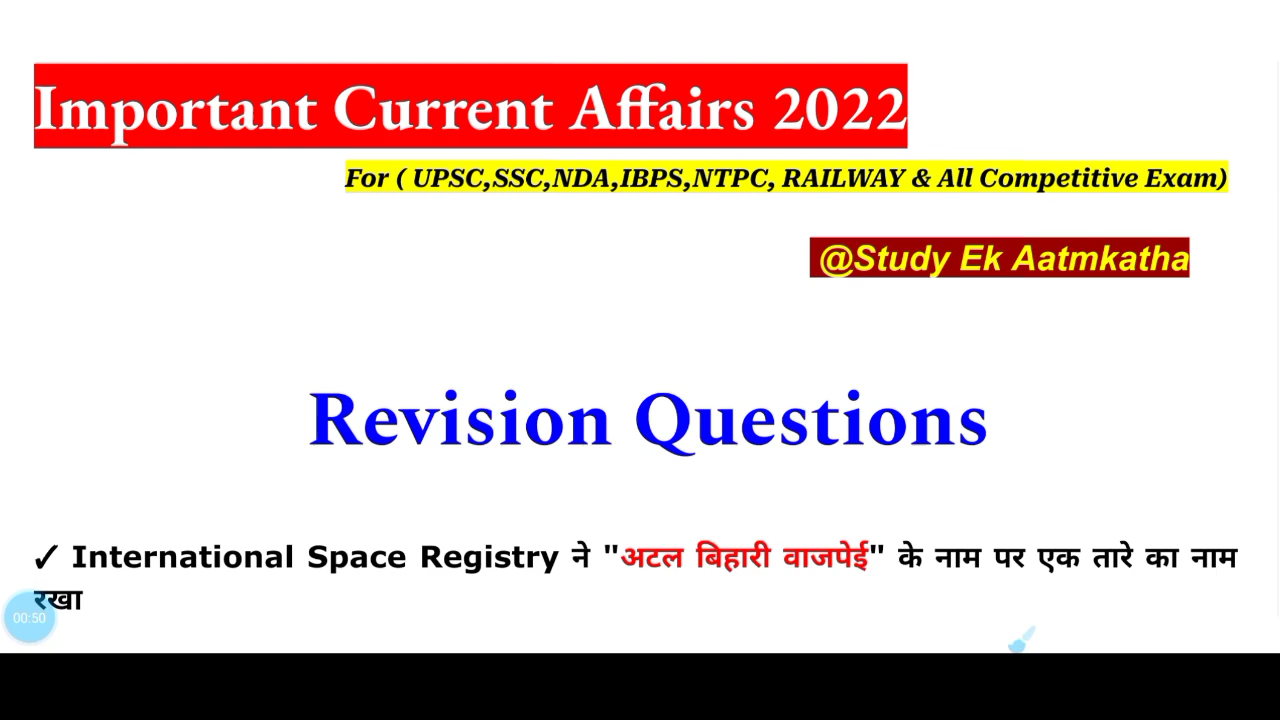 Important Current Affairs 2022
For ( UPSC,SSC,NDA,IBPS,NTPC, RAILWAY & All Competitive Exam)
@Study Ek Aatmkatha
Revision Questions
✓ International Space Registry ने "अटल बिहारी वाजपेई" के नाम पर एक तारे का नाम
रखा
00:50